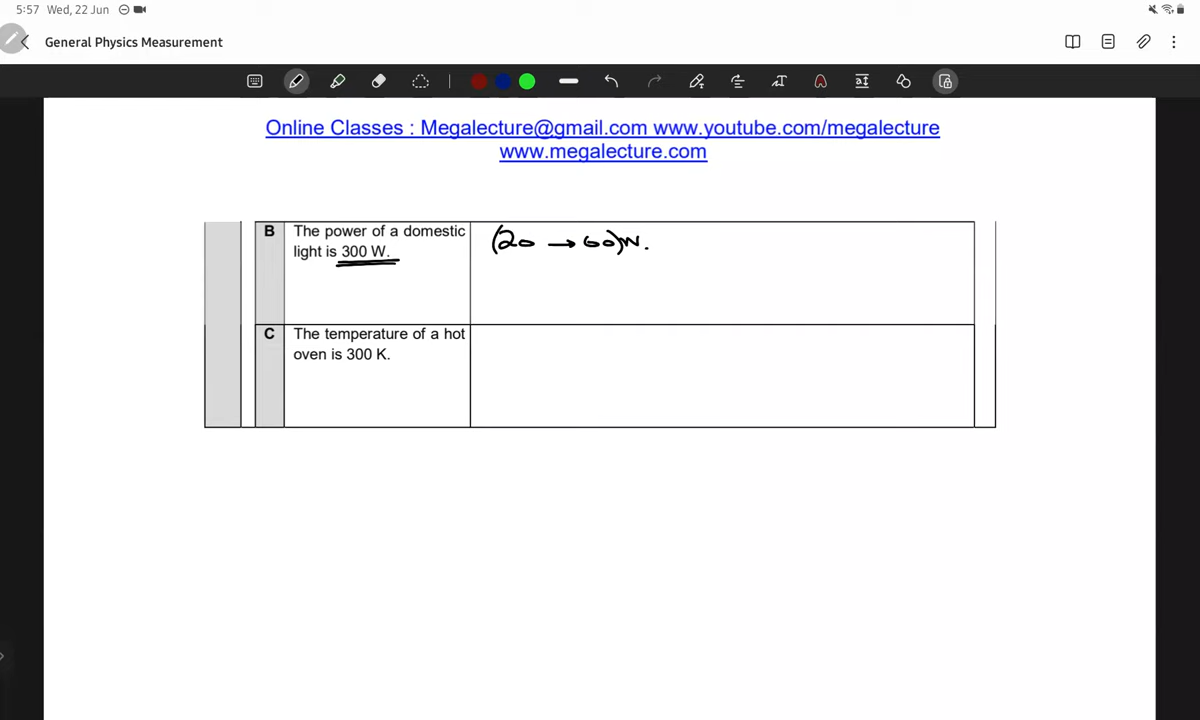 5:57 Wed, 22 Jun
General Physics Measurement
Online Classes : Megalecture@gmail.com www.youtube.com/megalecture
www.megalecture.com
B The power of a domestic
light is 300 W.
(20 → 60)W.
C The temperature of a hot
oven is 300 K.